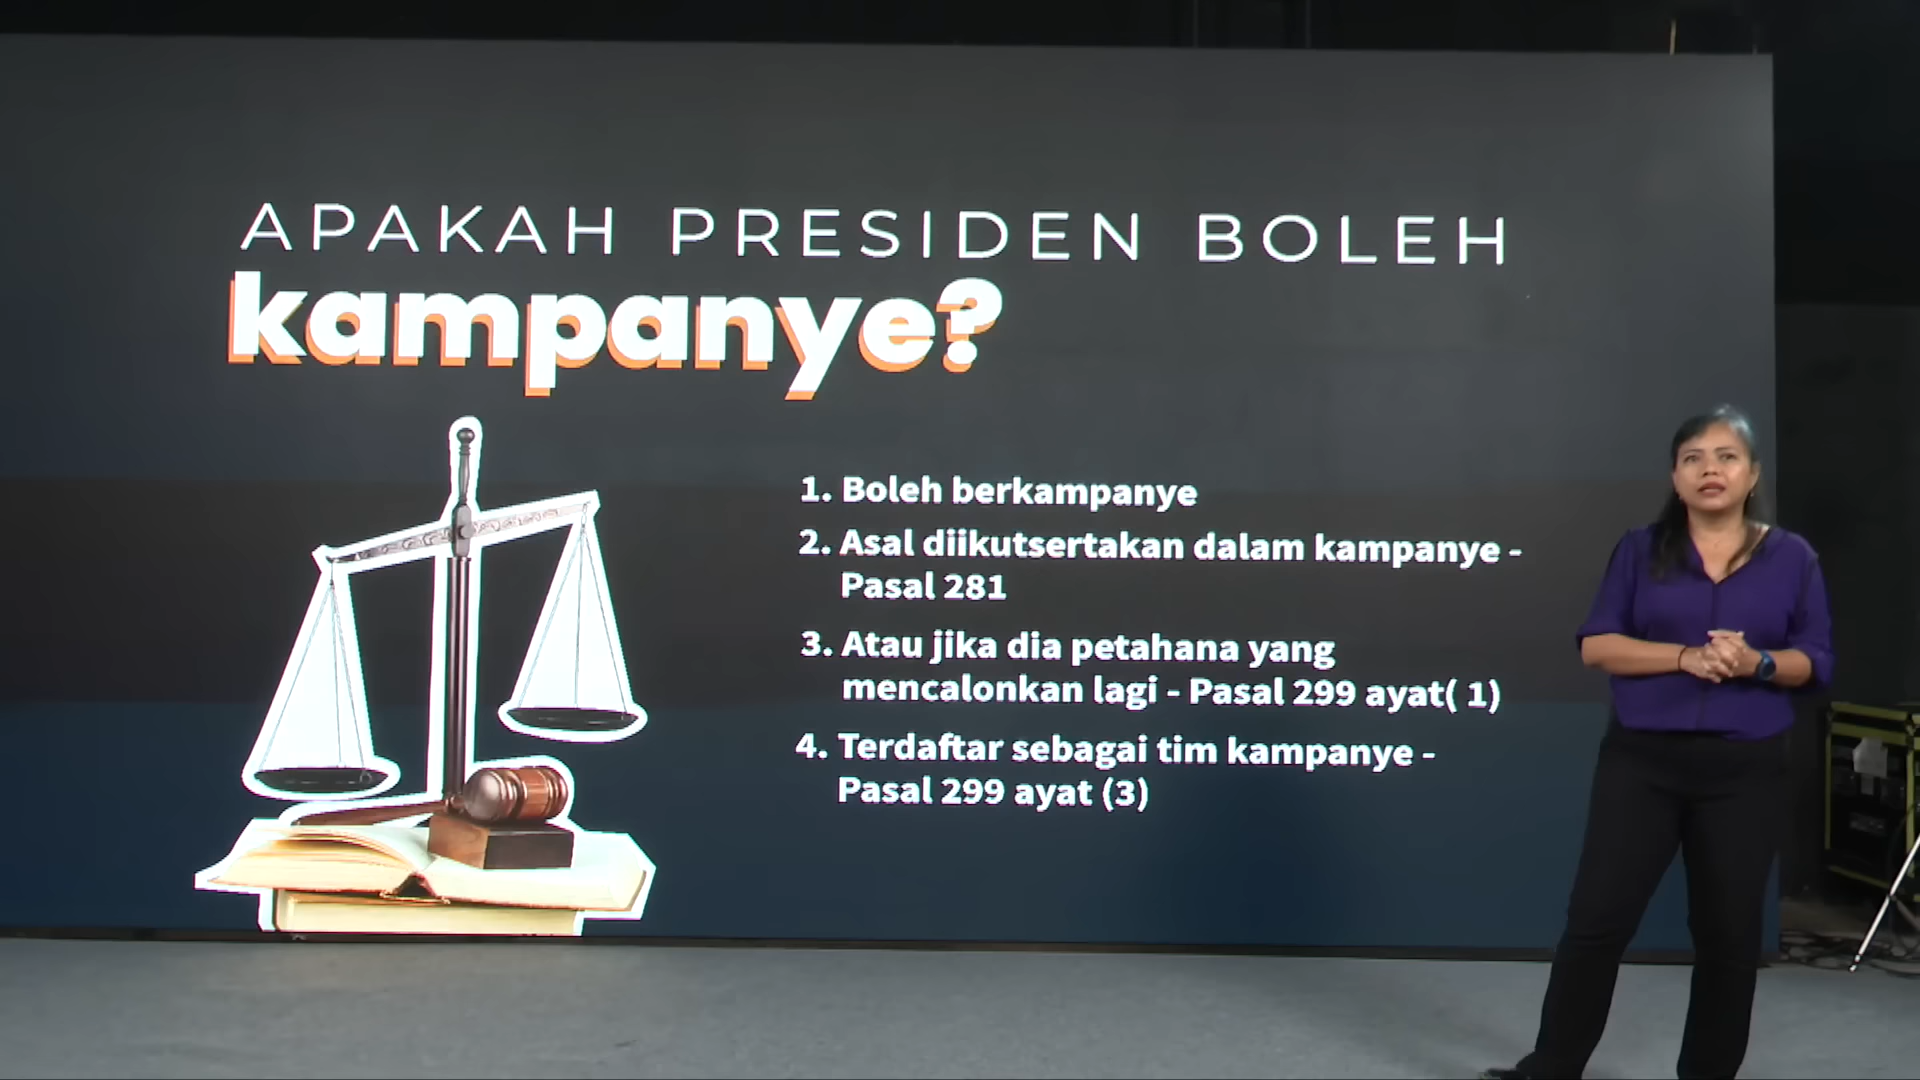 APAKAH PRESIDEN BOLEH
kampanye?
1. Boleh berkampanye
2. Asal diikutsertakan dalam kampanye -
Pasal 281
3. Atau jika dia petahana yang
mencalonkan lagi - Pasal 299 ayat( 1)
4. Terdaftar sebagai tim kampanye -
Pasal 299 ayat (3)